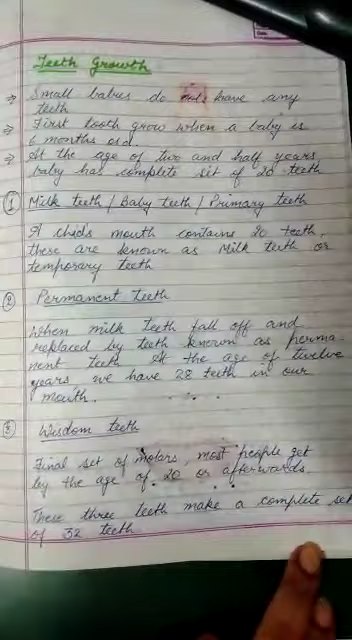 Teeth Growth
→ Small babies do not have any
teeth
→ First tooth grow when a baby is
6 months old.
→ At the age of two and half years
baby has complete set of 20 teeth
① Milk teeth / Baby teeth / Primary teeth
A chids mouth contains 20 teeth,
these are known as Milk teeth or
temporary teeth
② Permanent Teeth
When milk teeth fall off and
replaced by teeth known as perma-
nent teeth At the age of twelve
years we have 28 teeth in our
mouth.
③ Wisdom teeth
Final set of molars, most people get
by the age of 20 or afterwards.
These three teeth make a complete set
of 32 teeth